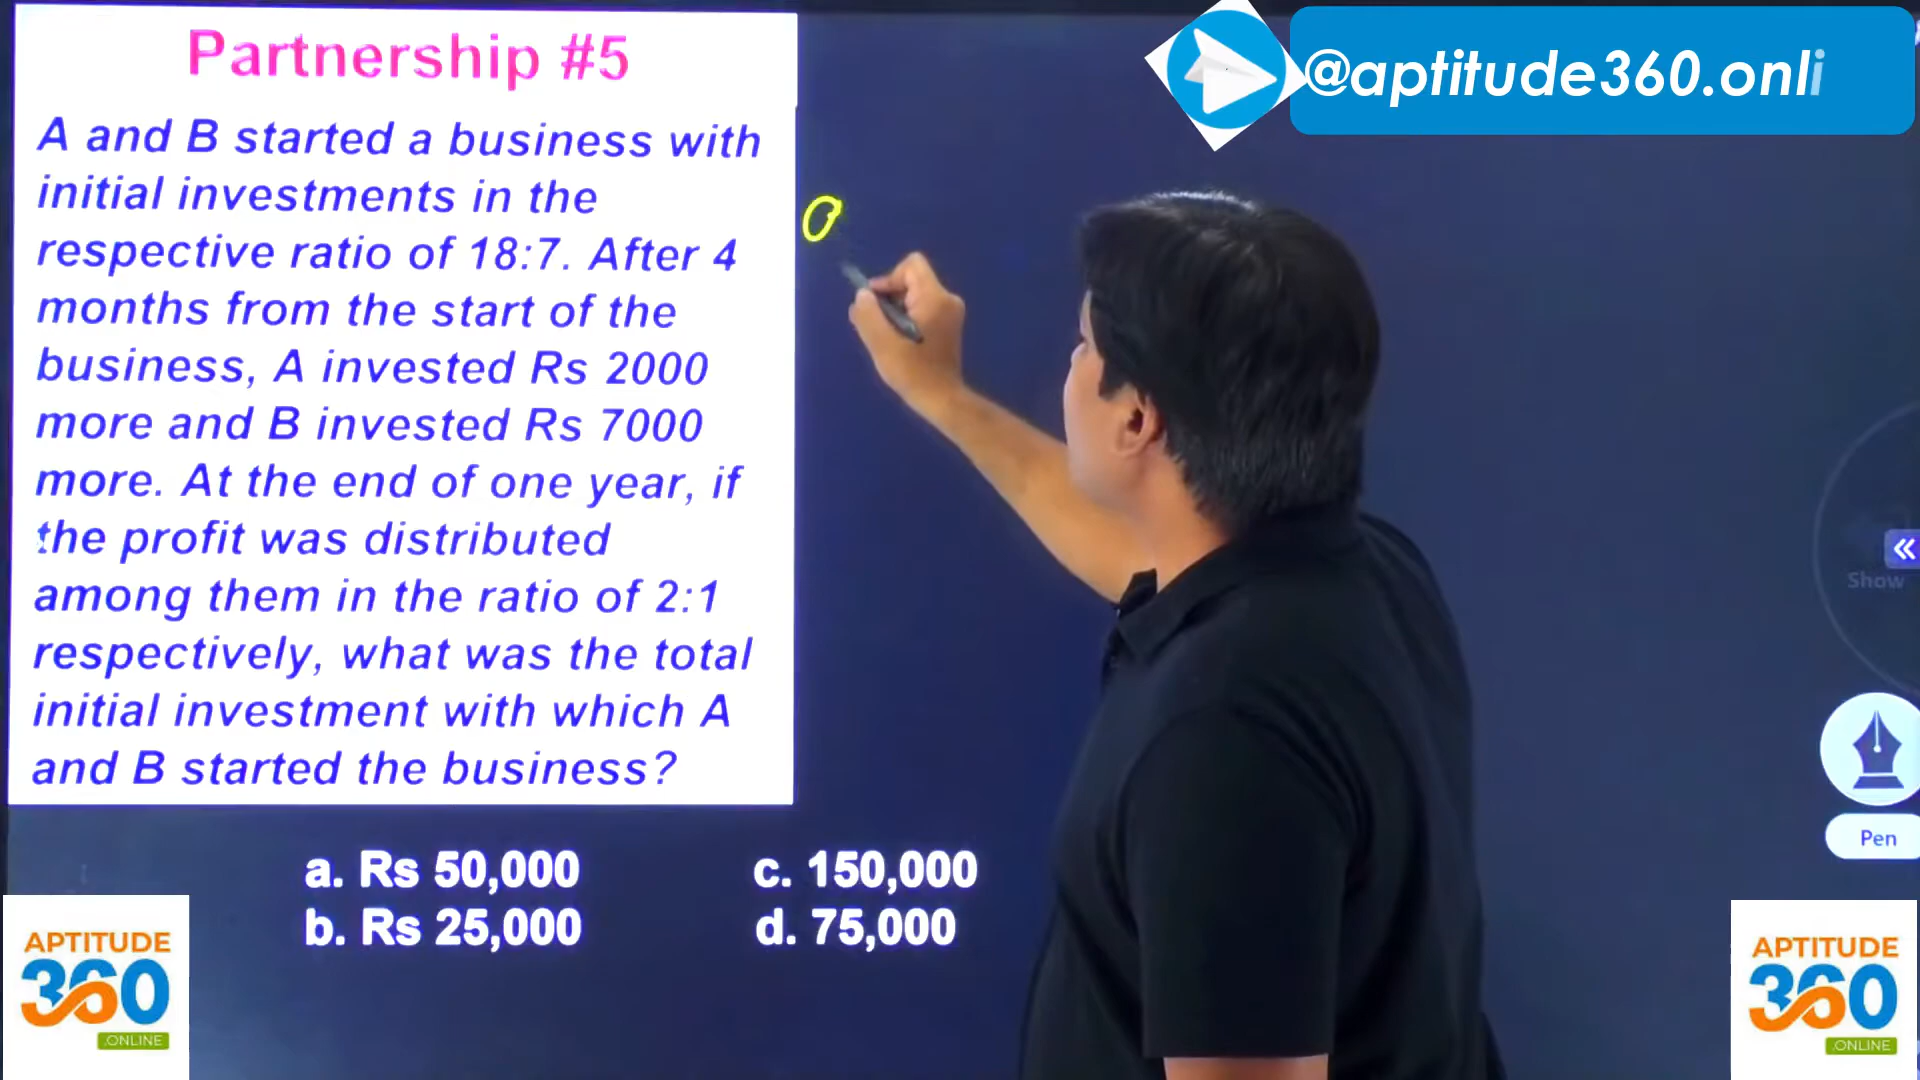 Partnership #5
@aptitude360.onli
A and B started a business with
initial investments in the
respective ratio of 18:7. After 4
months from the start of the
business, A invested Rs 2000
more and B invested Rs 7000
more. At the end of one year, if
the profit was distributed
among them in the ratio of 2:1
respectively, what was the total
initial investment with which A
and B started the business?
Show
Pen
a. Rs 50,000
c. 150,000
b. Rs 25,000
d. 75,000
APTITUDE
360
.ONLINE
APTITUDE
360
.ONLINE